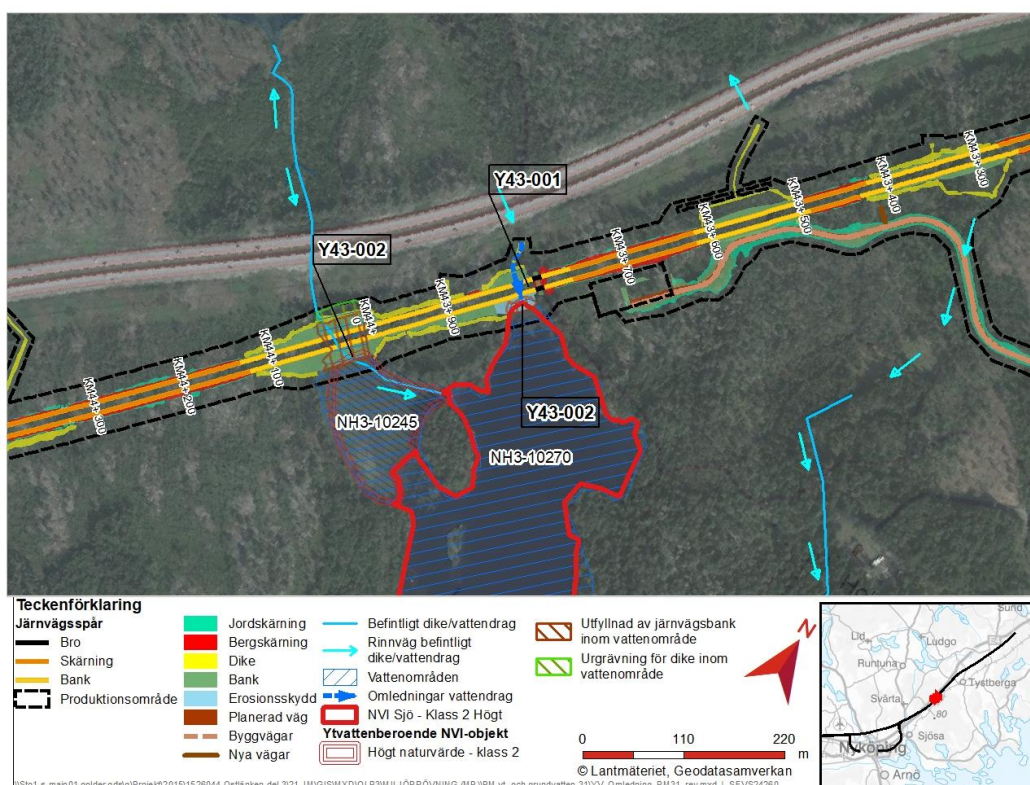 Y43-001
Y43-002
KM43+ 300
KM43+ 400
KM43+ 500
KM43+ 600
KM43+ 700
KM43+ 900
KM44+ 0
KM44+ 100
KM44+ 200
KM44+ 300
NH3-10245
Y43-002
NH3-10270
Teckenförklaring
Järnvägsspår
Bro
Skärning
Bank
Produktionsområde
Jordskärning
Bergskärning
Dike
Bank
Erosionsskydd
Planerad väg
Byggvägar
Nya vägar
Befintligt dike/vattendrag
Rinnväg befintligt
dike/vattendrag
Vattenområden
Omledningar vattendrag
NVI Sjö - Klass 2 Högt
Ytvattenberoende NVI-objekt
Högt naturvärde - klass 2
Utfyllnad av järnvägsbank
inom vattenområde
Urgrävning för dike inom
vattenområde
N
0 110 220
m
© Lantmäteriet, Geodatasamverkan
Sund
Lid
Ludgo
Runtuna
Tystberga
Svärta
80
Sjösa
Nyköping
Arnö